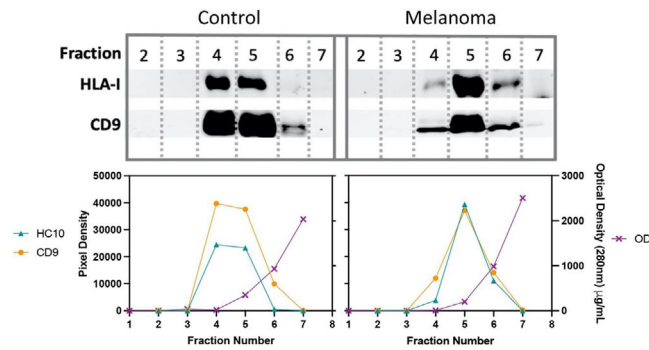 Control Melanoma
Fraction 2 3 4 5 6 7 2 3 4 5 6 7
HLA-I
CD9
HC10
CD9
Pixel Density
50000
40000
30000
20000
10000
0
1 2 3 4 5 6 7 8
Fraction Number
1 2 3 4 5 6 7 8
Fraction Number
3000
2000
1000
0
Optical Density (280nm) µg/mL
OD